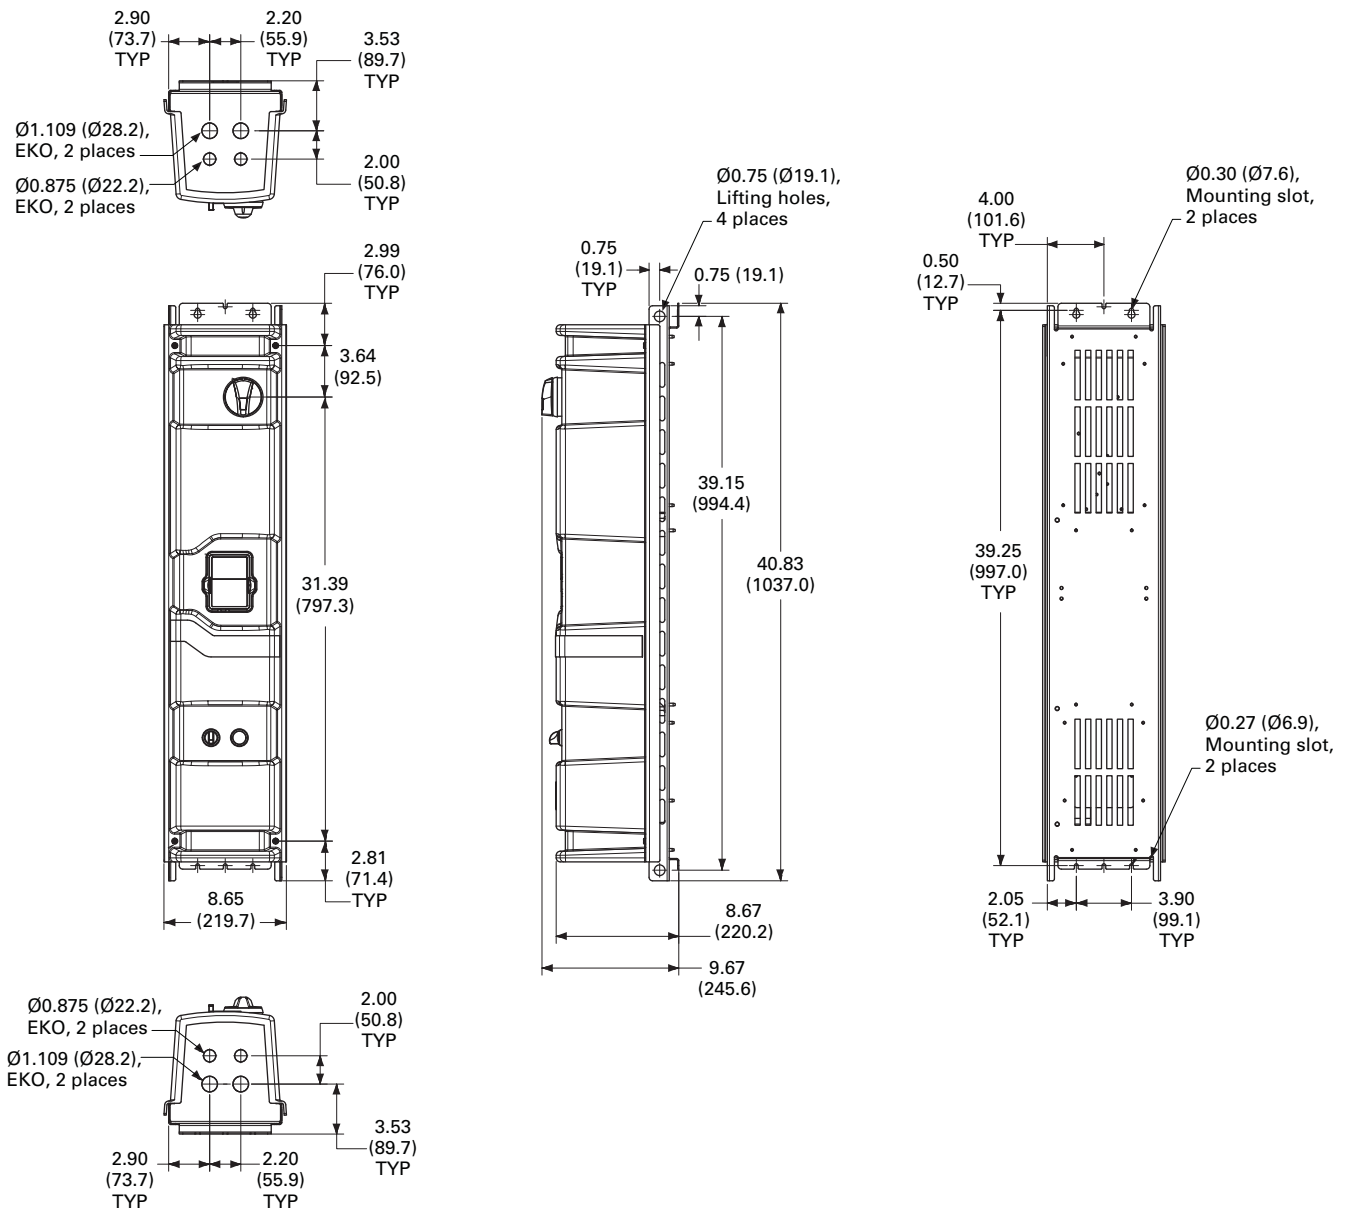 2.90
(73.7)
TYP
2.20
(55.9)
TYP
3.53
(89.7)
TYP
Ø1.109 (Ø28.2),
EKO, 2 places
Ø0.875 (Ø22.2),
EKO, 2 places
2.00
(50.8)
TYP
2.99
(76.0)
TYP
3.64
(92.5)
31.39
(797.3)
2.81
(71.4)
TYP
8.65
(219.7)
Ø0.75 (Ø19.1),
Lifting holes,
4 places
0.75
(19.1)
TYP
0.75 (19.1)
39.15
(994.4)
40.83
(1037.0)
8.67
(220.2)
9.67
(245.6)
Ø0.30 (Ø7.6),
Mounting slot,
2 places
4.00
(101.6)
TYP
0.50
(12.7)
TYP
39.25
(997.0)
TYP
Ø0.27 (Ø6.9),
Mounting slot,
2 places
2.05
(52.1)
TYP
3.90
(99.1)
TYP
Ø0.875 (Ø22.2),
EKO, 2 places
Ø1.109 (Ø28.2),
EKO, 2 places
2.00
(50.8)
TYP
3.53
(89.7)
TYP
2.90
(73.7)
TYP
2.20
(55.9)
TYP